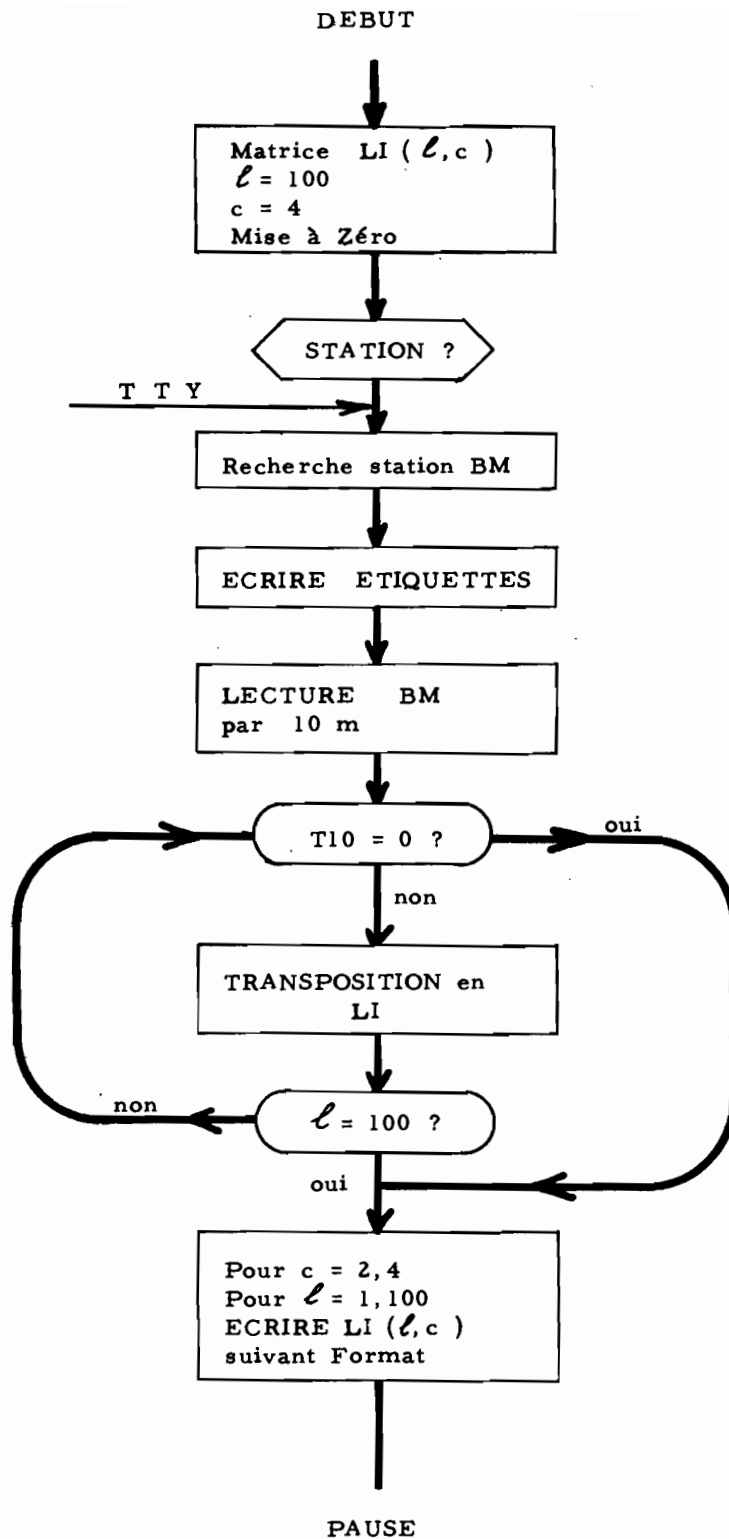 DEBUT
Matrice LI ( ℓ, c )
ℓ = 100
c = 4
Mise à Zéro
STATION ?
T T Y
Recherche station BM
ECRIRE ETIQUETTES
LECTURE BM
par 10 m
T10 = 0 ?
oui
non
TRANSPOSITION en
LI
non
ℓ = 100 ?
oui
Pour c = 2, 4
Pour ℓ = 1, 100
ECRIRE LI (ℓ, c )
suivant Format
PAUSE